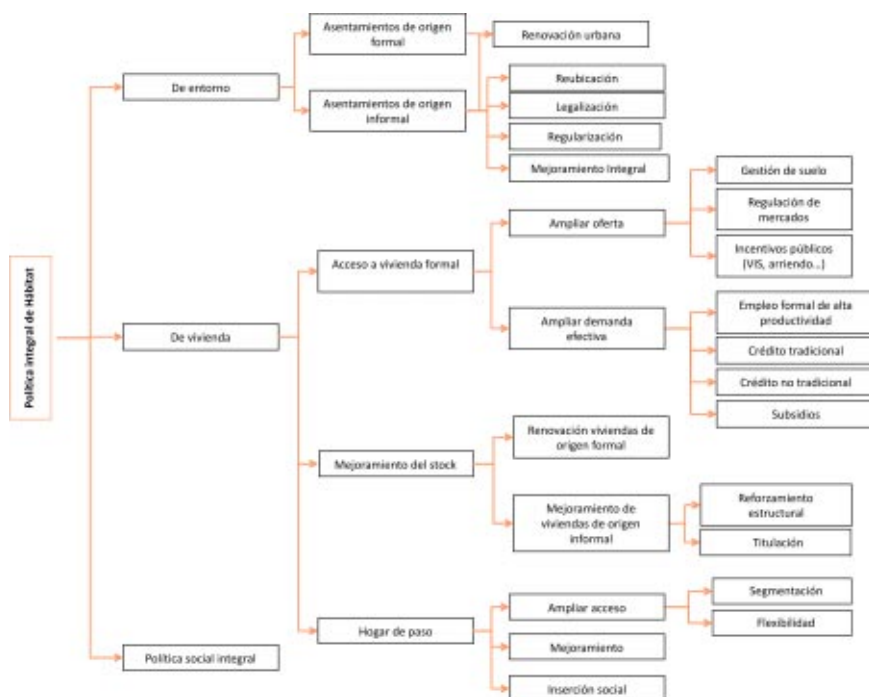 Asentamientos de origen
formal
Renovación urbana
De entorno
Asentamientos de origen
informal
Reubicación
Legalización
Regularización
Mejoramiento Integral
Política integral de Hábitat
De vivienda
Acceso a vivienda formal
Ampliar oferta
Gestión de suelo
Regulación de
mercados
Incentivos públicos
(VIS, arriendo...)
Ampliar demanda
efectiva
Empleo formal de alta
productividad
Crédito tradicional
Crédito no tradicional
Subsidios
Mejoramiento del stock
Renovación viviendas de
origen formal
Mejoramiento de
viviendas de origen
informal
Reforzamiento
estructural
Titulación
Hogar de paso
Ampliar acceso
Segmentación
Flexibilidad
Mejoramiento
Inserción social
Política social integral